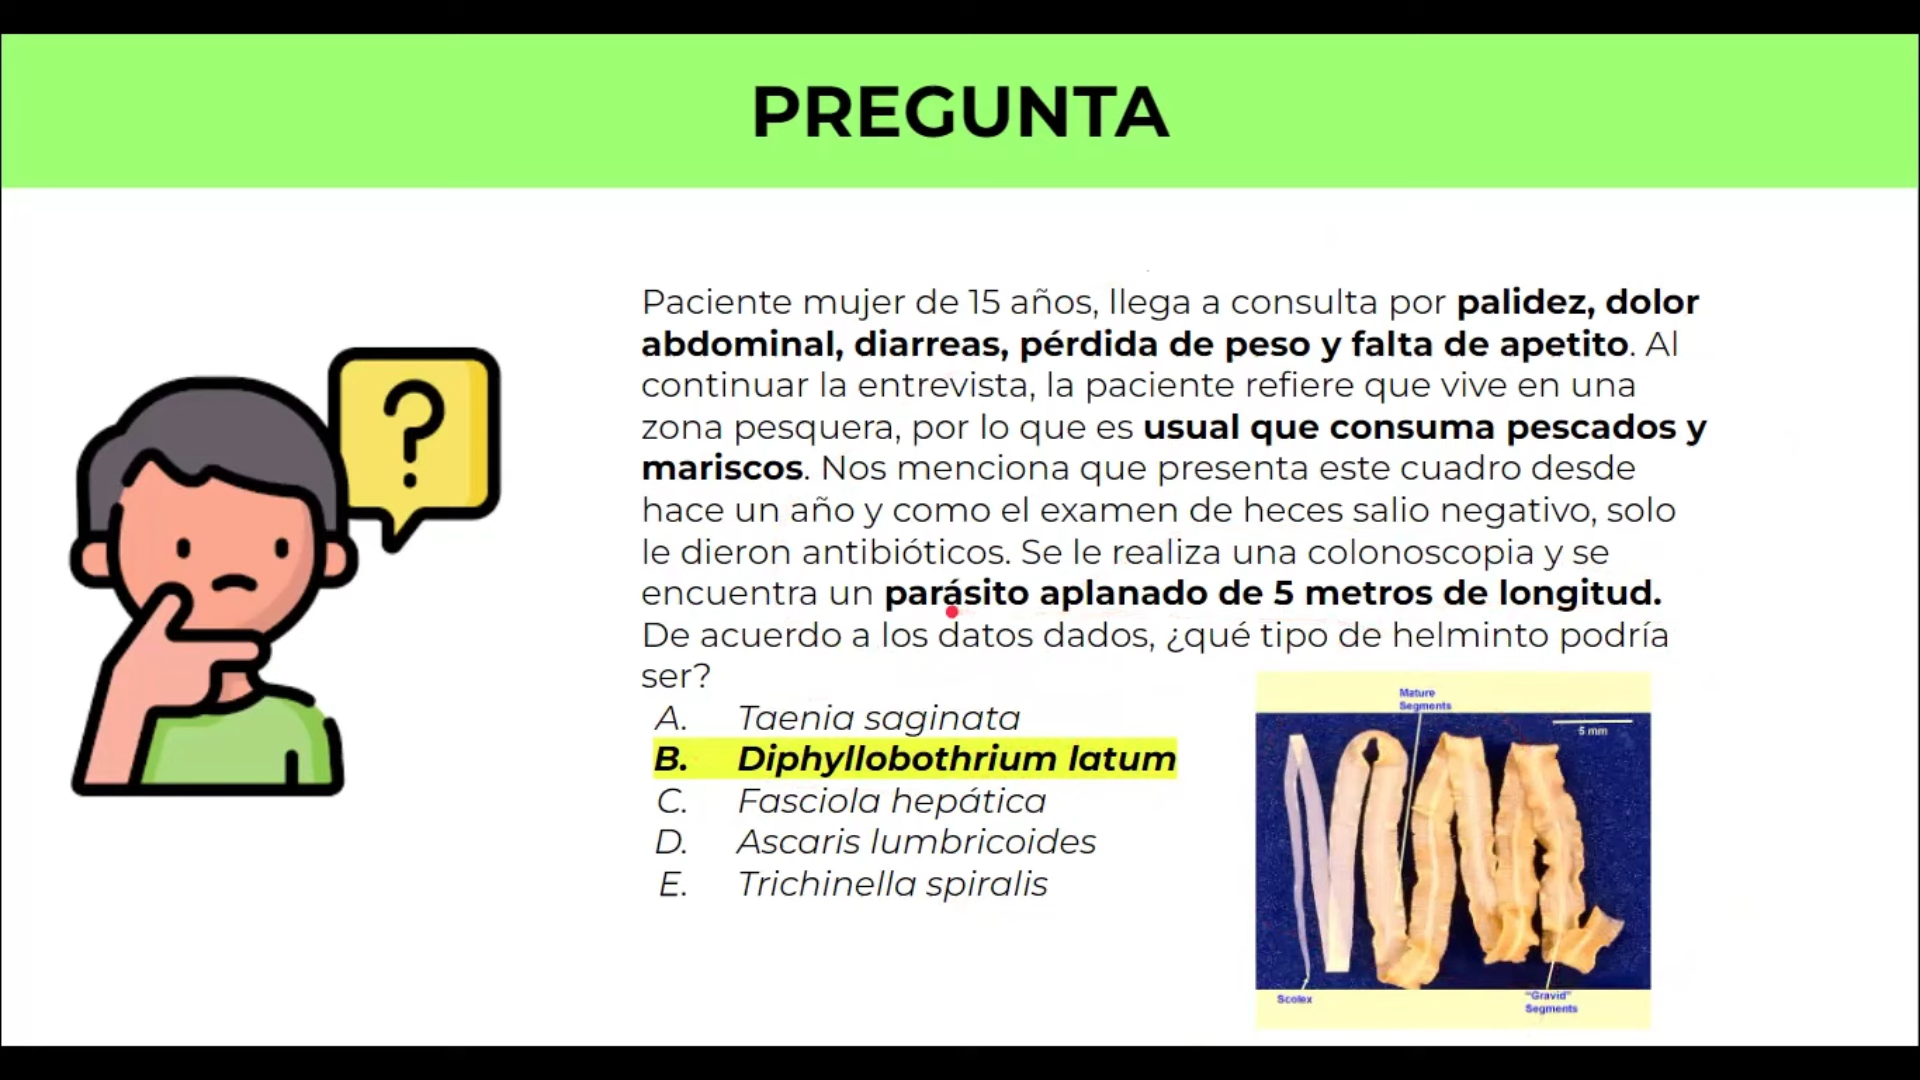 PREGUNTA
?
Paciente mujer de 15 años, llega a consulta por palidez, dolor
abdominal, diarreas, pérdida de peso y falta de apetito. Al
continuar la entrevista, la paciente refiere que vive en una
zona pesquera, por lo que es usual que consuma pescados y
mariscos. Nos menciona que presenta este cuadro desde
hace un año y como el examen de heces salio negativo, solo
le dieron antibióticos. Se le realiza una colonoscopia y se
encuentra un parásito aplanado de 5 metros de longitud.
De acuerdo a los datos dados, ¿qué tipo de helminto podría
ser?
A. Taenia saginata
B. Diphyllobothrium latum
C. Fasciola hepática
D. Ascaris lumbricoides
E. Trichinella spiralis
Mature
Segments
5 mm
Scolex
"Gravid"
Segments